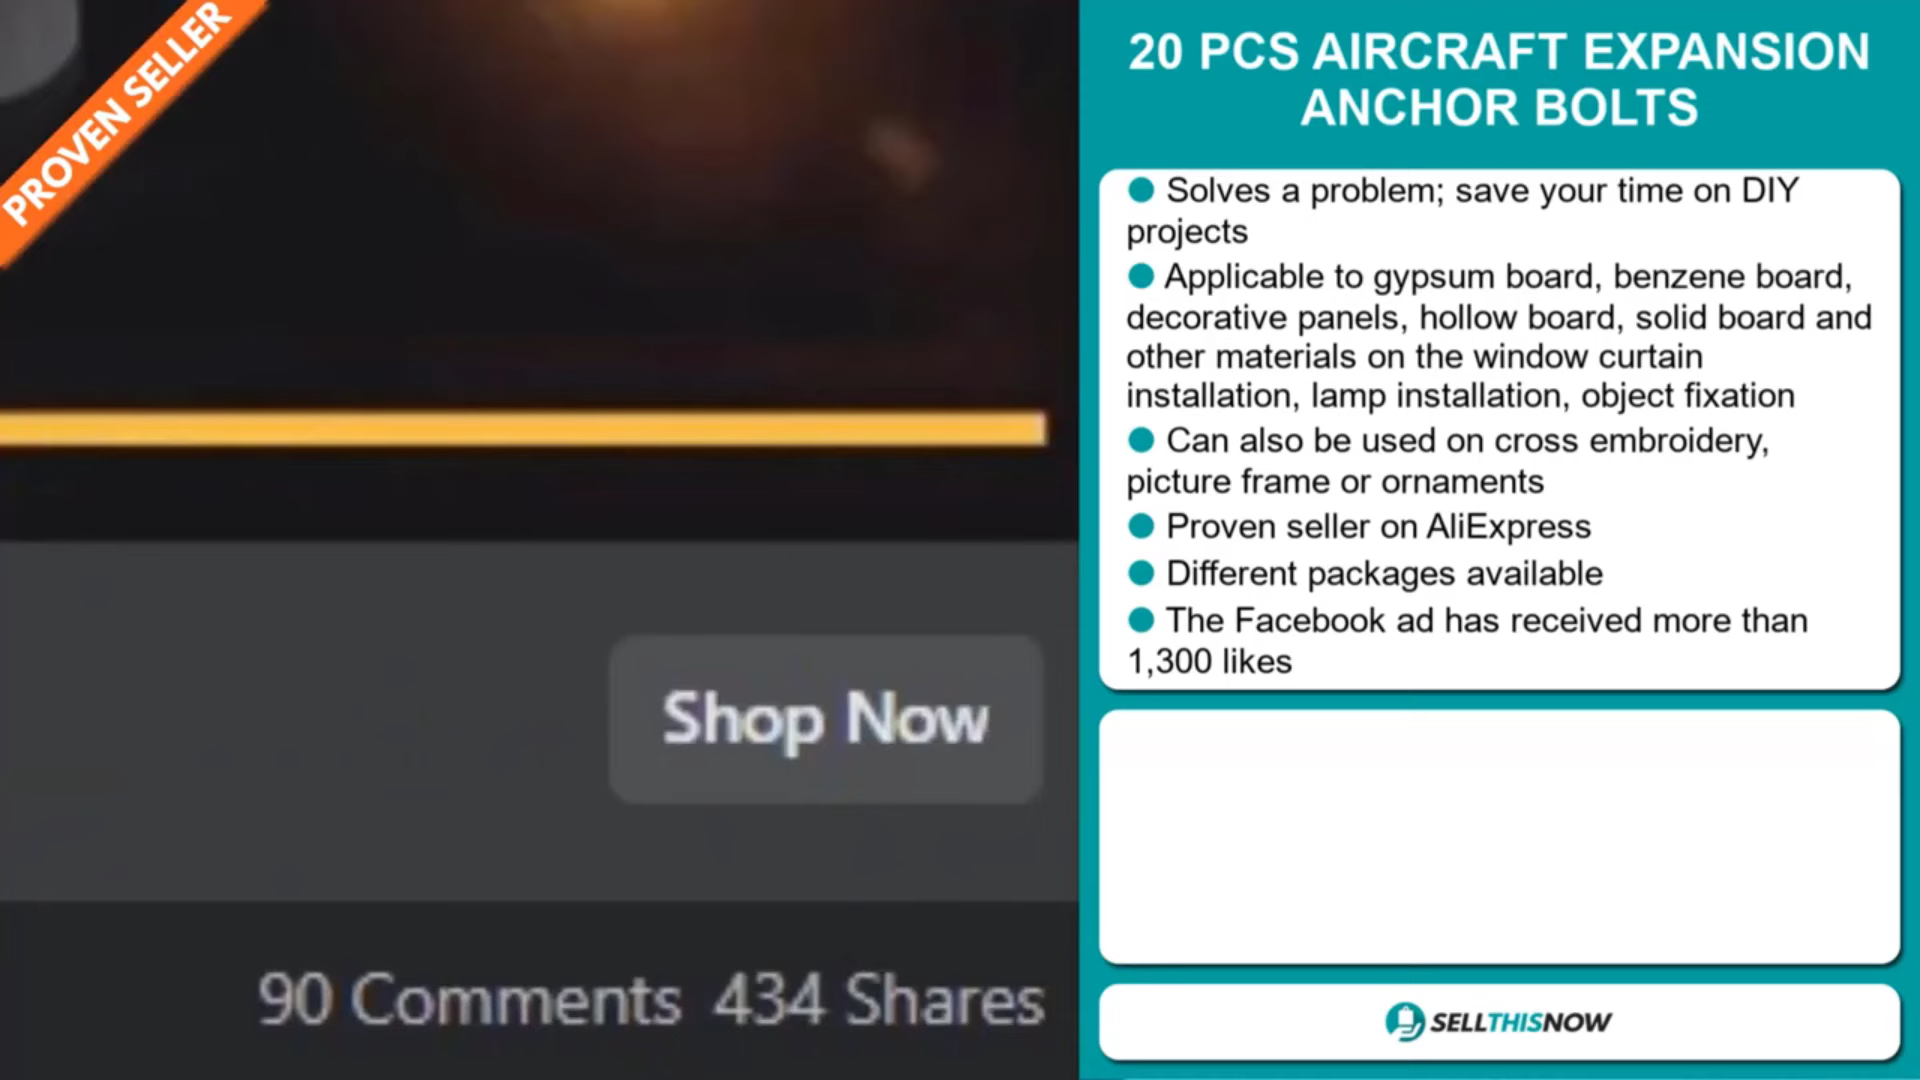 PROVEN SELLER
Shop Now
90 Comments 434 Shares
20 PCS AIRCRAFT EXPANSION
ANCHOR BOLTS
● Solves a problem; save your time on DIY
projects
● Applicable to gypsum board, benzene board,
decorative panels, hollow board, solid board and
other materials on the window curtain
installation, lamp installation, object fixation
● Can also be used on cross embroidery,
picture frame or ornaments
● Proven seller on AliExpress
● Different packages available
● The Facebook ad has received more than
1,300 likes
SELLTHISNOW